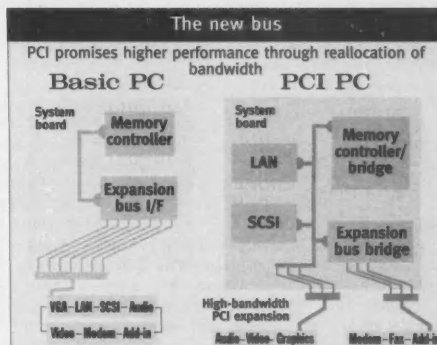 The new bus
PCI promises higher performance through reallocation of
bandwidth
Basic PC
System
board
Memory
controller
Expansion
bus I/F
VGA – LAN – SCSI – Audio
Video – Modem – Add-in
PCI PC
System
board
LAN
SCSI
Memory
controller/
bridge
Expansion
bus bridge
High-bandwidth
PCI expansion
Audio – Video – Graphics
Modem – Fax – Add-in